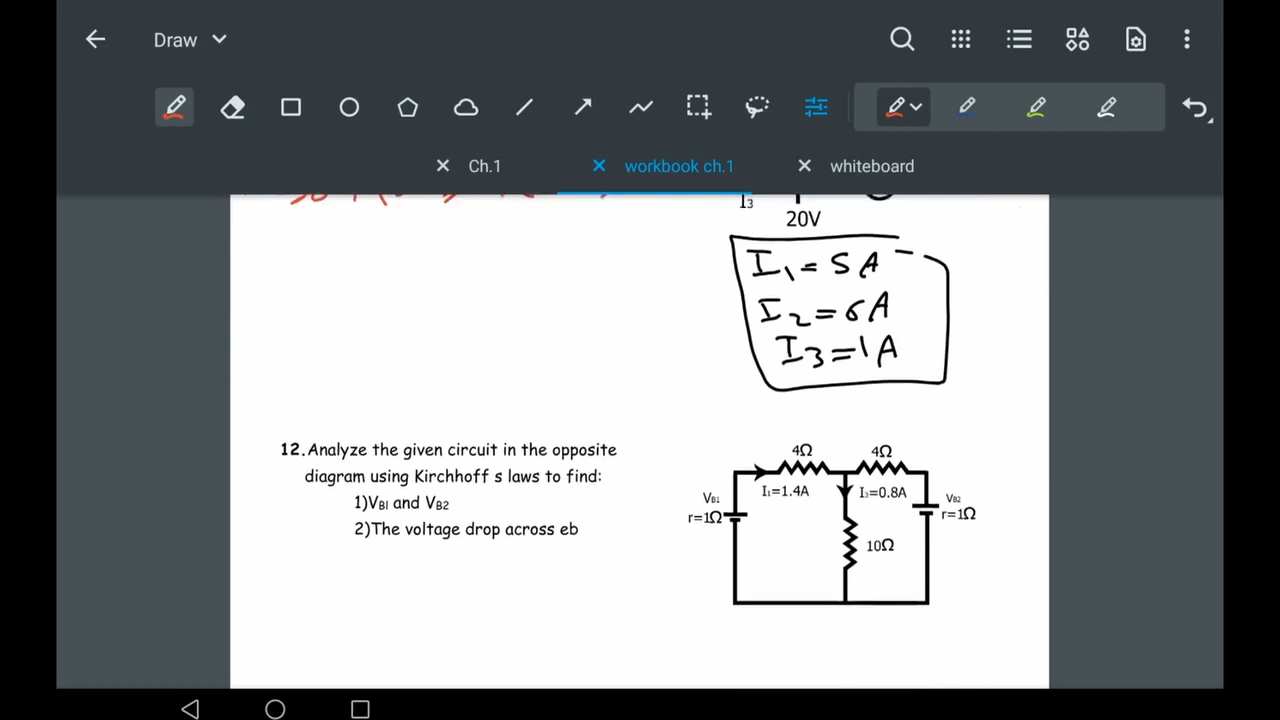 Draw
Ch.1
workbook ch.1
whiteboard
I3
20V
I1 = 5A
I2 = 6A
I3 = 1A
12. Analyze the given circuit in the opposite
diagram using Kirchhoff s laws to find:
1)VB1 and VB2
2)The voltage drop across eb
4Ω 4Ω
I1=1.4A
=0.8A
VB1
r=1Ω
VB2
r=1Ω
10Ω